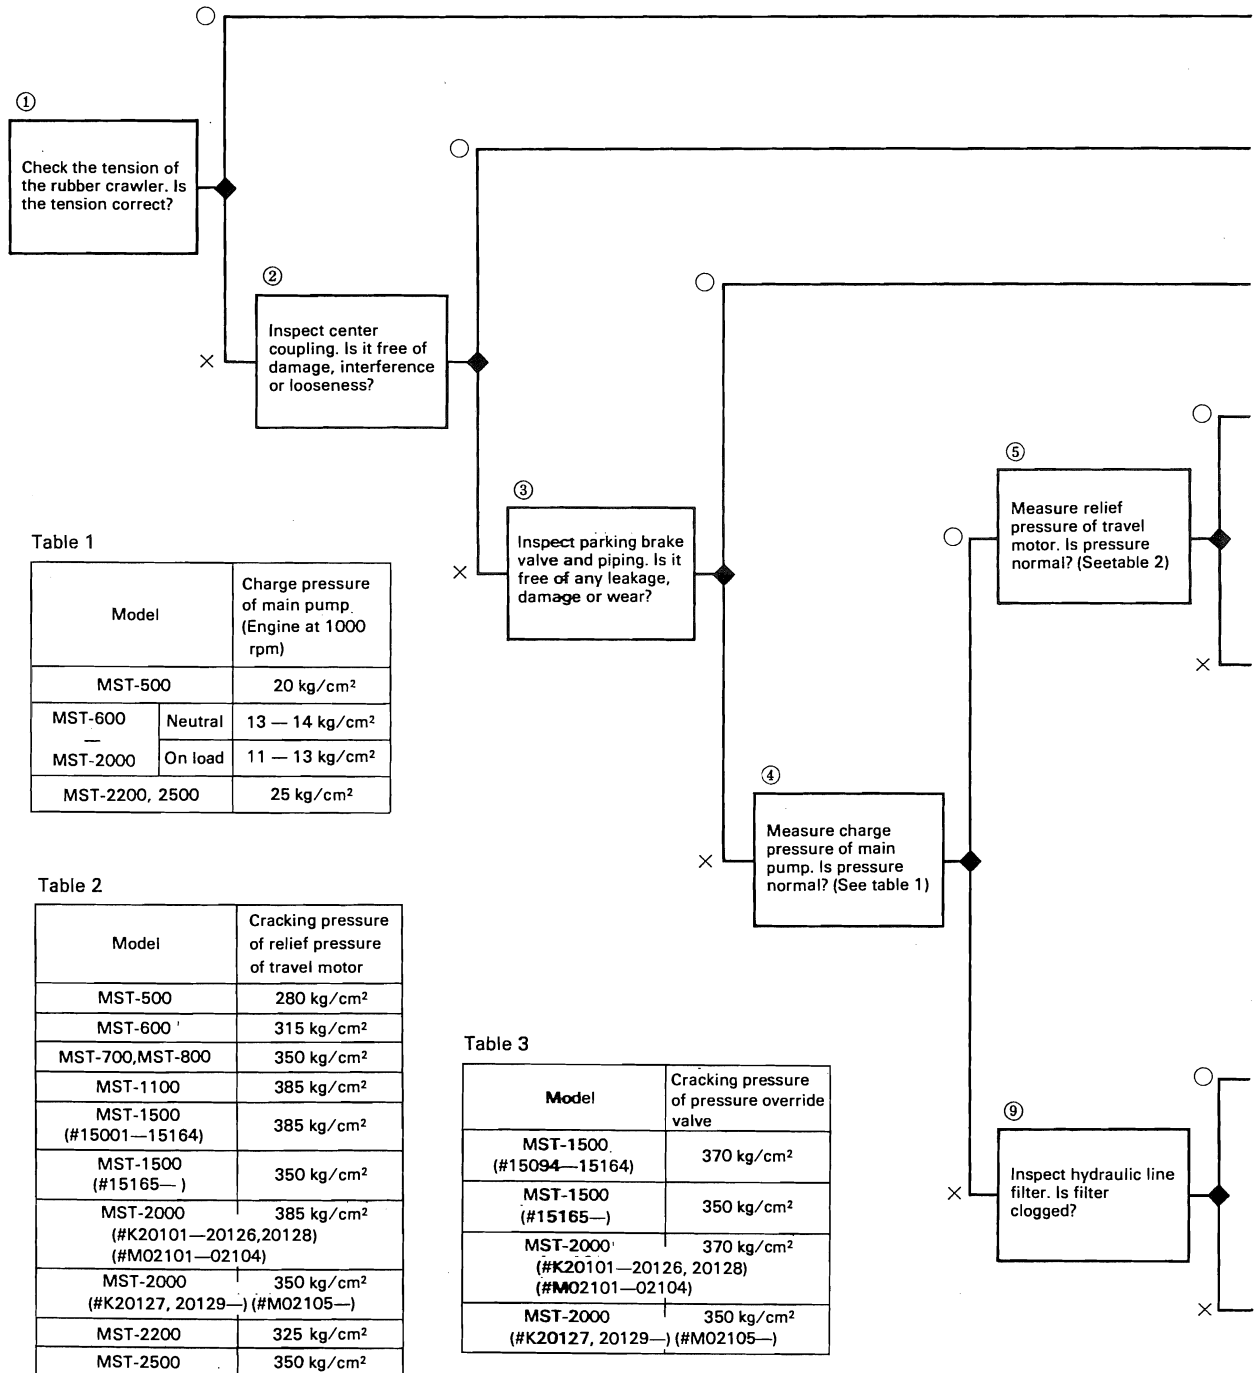 ○
①
Check the tension of
the rubber crawler. Is
the tension correct?
○
②
Inspect center
coupling. Is it free of
damage, interference
or looseness?
×
○
③
Inspect parking brake
valve and piping. Is it
free of any leakage,
damage or wear?
×
○
⑤
Measure relief
pressure of travel
motor. Is pressure
normal? (Seetable 2)
○
×
④
Measure charge
pressure of main
pump. Is pressure
normal? (See table 1)
×
○
⑨
Inspect hydraulic line
filter. Is filter
clogged?
×
○
×
Table 1
Model
Charge pressure
of main pump
(Engine at 1000
rpm)
MST-500 20 kg/cm²
MST-600
—
MST-2000
Neutral 13 — 14 kg/cm²
On load 11 — 13 kg/cm²
MST-2200, 2500 25 kg/cm²
Table 2
Model
Cracking pressure
of relief pressure
of travel motor
MST-500 280 kg/cm²
MST-600 315 kg/cm²
MST-700,MST-800 350 kg/cm²
MST-1100 385 kg/cm²
MST-1500
(#15001—15164)
385 kg/cm²
MST-1500
(#15165— )
350 kg/cm²
MST-2000 385 kg/cm²
(#K20101—20126,20128)
(#M02101—02104)
MST-2000 350 kg/cm²
(#K20127, 20129—) (#M02105—)
MST-2200 325 kg/cm²
MST-2500 350 kg/cm²
Table 3
Model
Cracking pressure
of pressure override
valve
MST-1500
(#15094—15164)
370 kg/cm²
MST-1500
(#15165—)
350 kg/cm²
MST-2000 370 kg/cm²
(#K20101—20126, 20128)
(#M02101—02104)
MST-2000 350 kg/cm²
(#K20127, 20129—) (#M02105—)